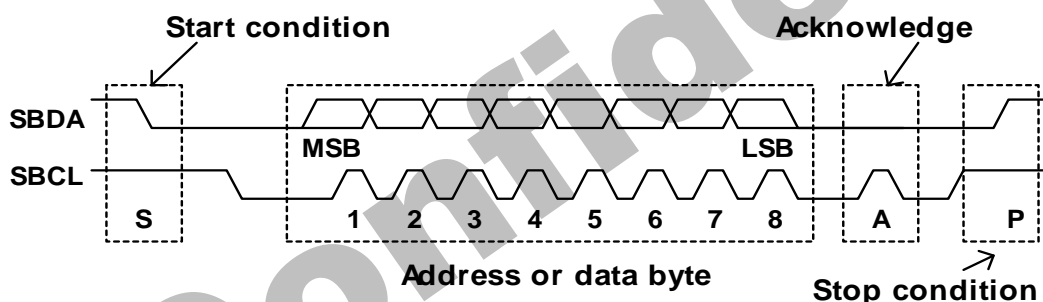 Start condition
Acknowledge
SBDA
MSB LSB
SBCL
S 1 2 3 4 5 6 7 8 A P
Address or data byte
Stop condition